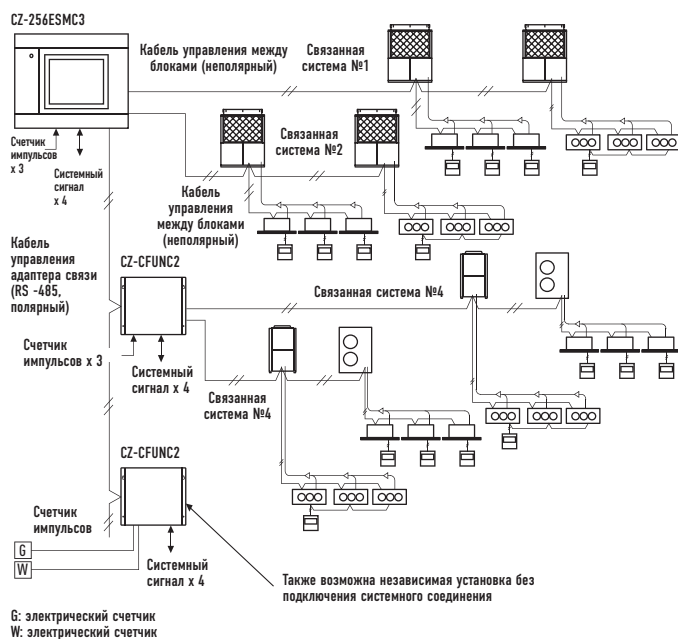 CZ-256ESMC3
Кабель управления между
блоками (неполярный)
Связанная
система №1
Счетчик
импульсов
x 3
Системный
сигнал
x 4
Связанная
система №2
Кабель
управления
между блоками
(неполярный)
Кабель
управления
адаптера связи
(RS -485,
полярный)
CZ-CFUNC2
Связанная система №4
Счетчик
импульсов x 3
Системный
сигнал x 4
Связанная
система №4
CZ-CFUNC2
Счетчик
импульсов
G
W
Системный
сигнал x 4
Также возможна независимая установка без
подключения системного соединения
G: электрический счетчик
W: электрический счетчик